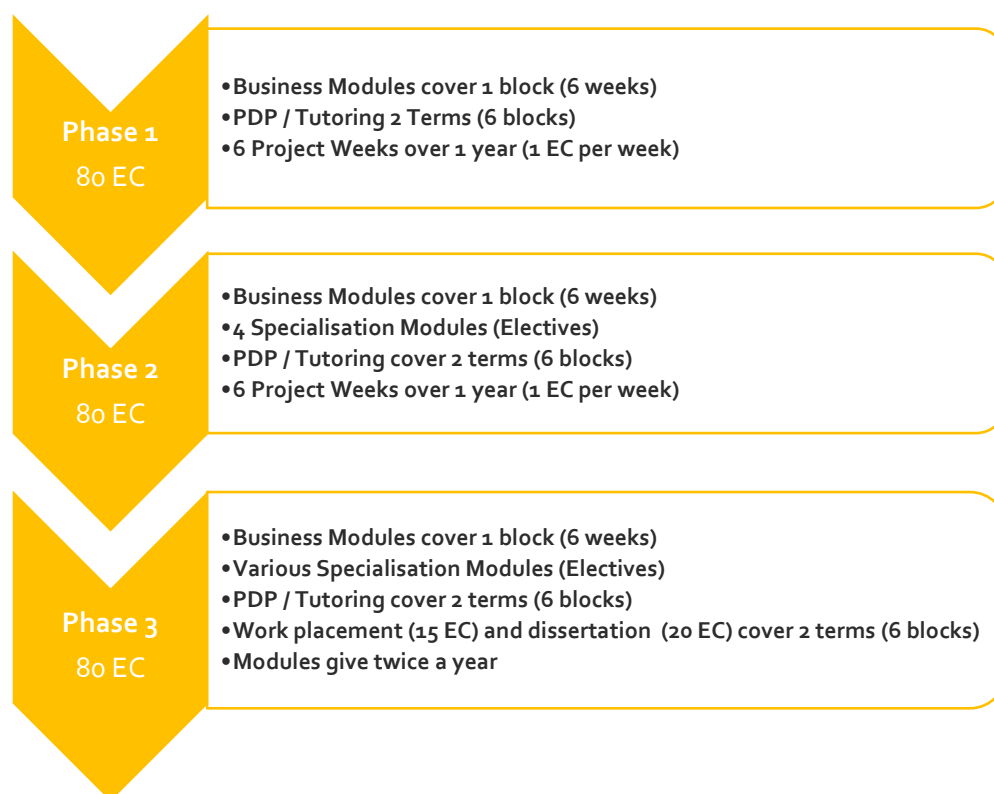 Phase 1
80 EC
•Business Modules cover 1 block (6 weeks)
•PDP / Tutoring 2 Terms (6 blocks)
•6 Project Weeks over 1 year (1 EC per week)
Phase 2
80 EC
•Business Modules cover 1 block (6 weeks)
•4 Specialisation Modules (Electives)
•PDP / Tutoring cover 2 terms (6 blocks)
•6 Project Weeks over 1 year (1 EC per week)
Phase 3
80 EC
•Business Modules cover 1 block (6 weeks)
•Various Specialisation Modules (Electives)
•PDP / Tutoring cover 2 terms (6 blocks)
•Work placement (15 EC) and dissertation (20 EC) cover 2 terms (6 blocks)
•Modules give twice a year